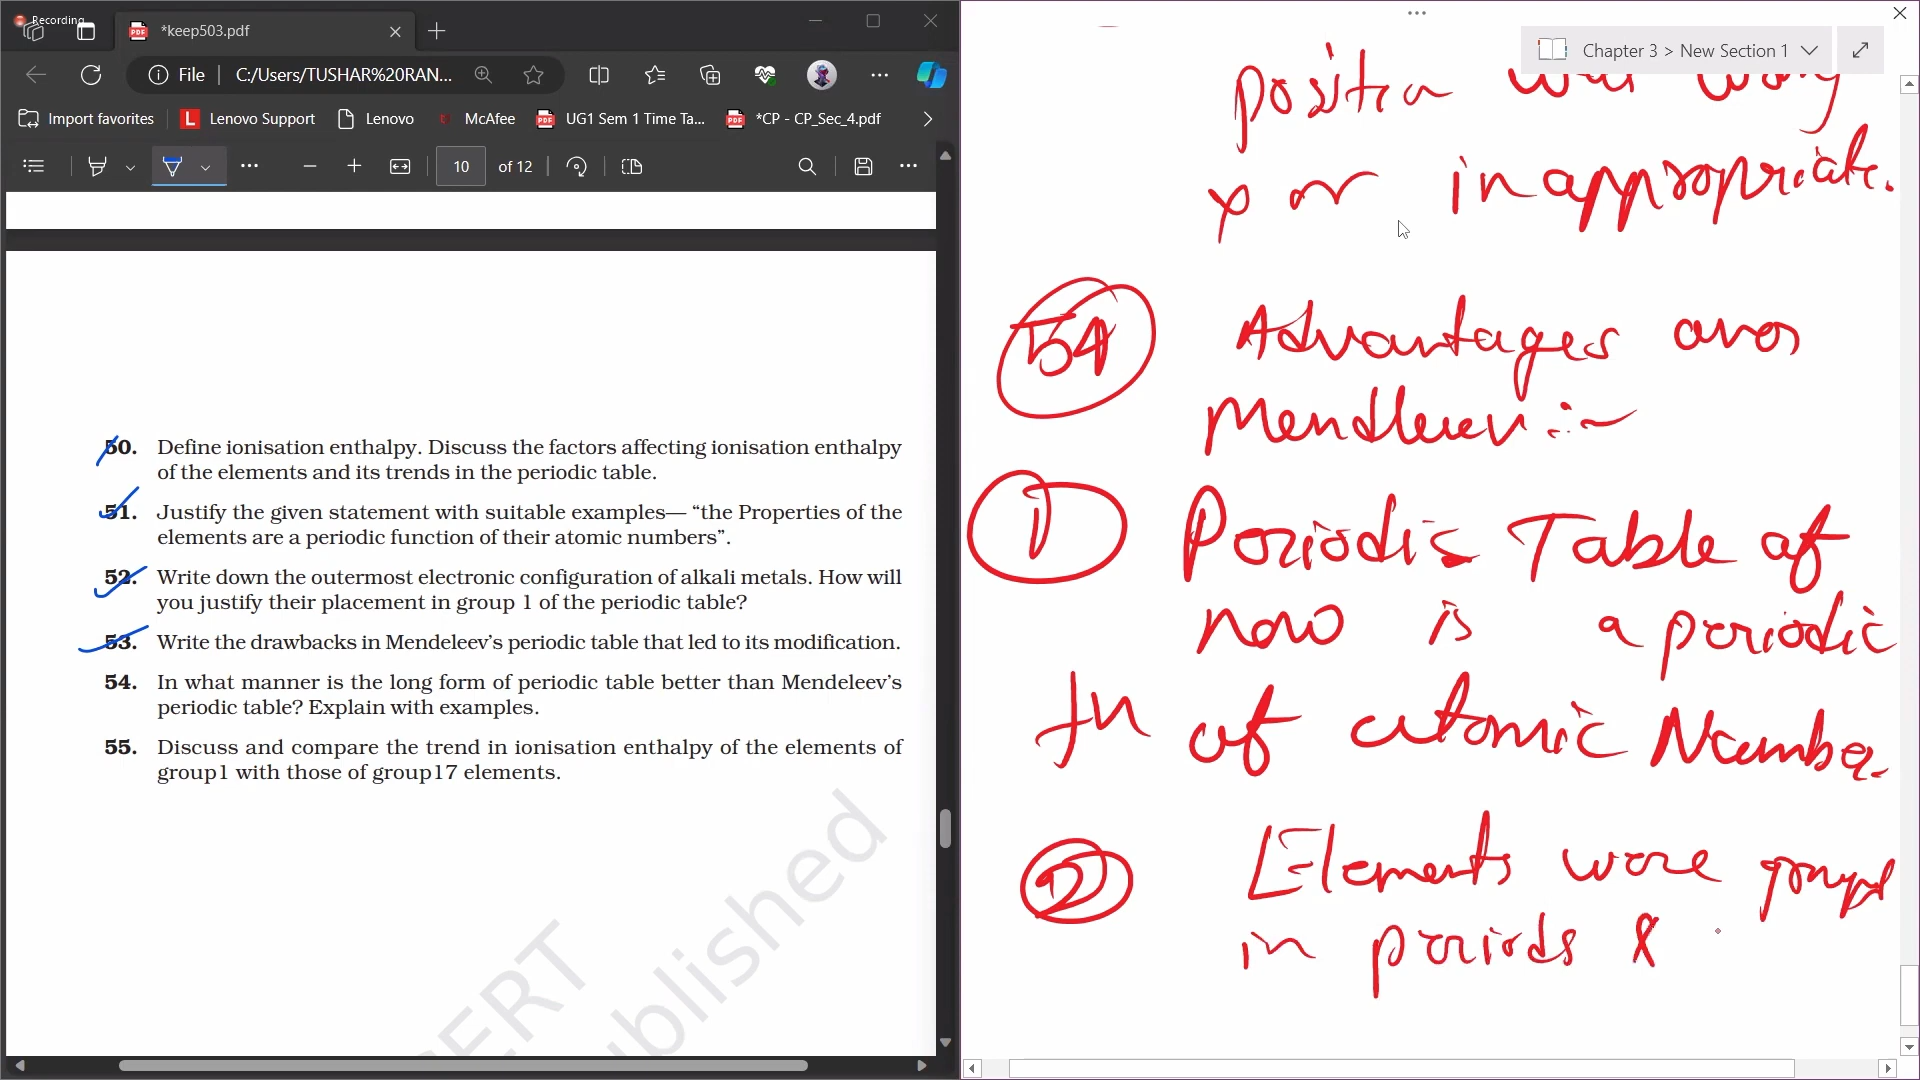 Recording
*keep503.pdf
File
C:/Users/TUSHAR%20RAN...
Import favorites
Lenovo Support
Lenovo
McAfee
UG1 Sem 1 Time Ta...
*CP - CP_Sec_4.pdf
10 of 12
50. Define ionisation enthalpy. Discuss the factors affecting ionisation enthalpy
of the elements and its trends in the periodic table.
51. Justify the given statement with suitable examples— “the Properties of the
elements are a periodic function of their atomic numbers”.
52. Write down the outermost electronic configuration of alkali metals. How will
you justify their placement in group 1 of the periodic table?
53. Write the drawbacks in Mendeleev’s periodic table that led to its modification.
54. In what manner is the long form of periodic table better than Mendeleev’s
periodic table? Explain with examples.
55. Discuss and compare the trend in ionisation enthalpy of the elements of
group1 with those of group17 elements.
Chapter 3 > New Section 1
position was wrong
or inappropriate.
54 Advantages
Mendleev :-
1 Periodic Table of
now is a periodic
fn of atomic Number.
2 Elements were grouped
in periods &